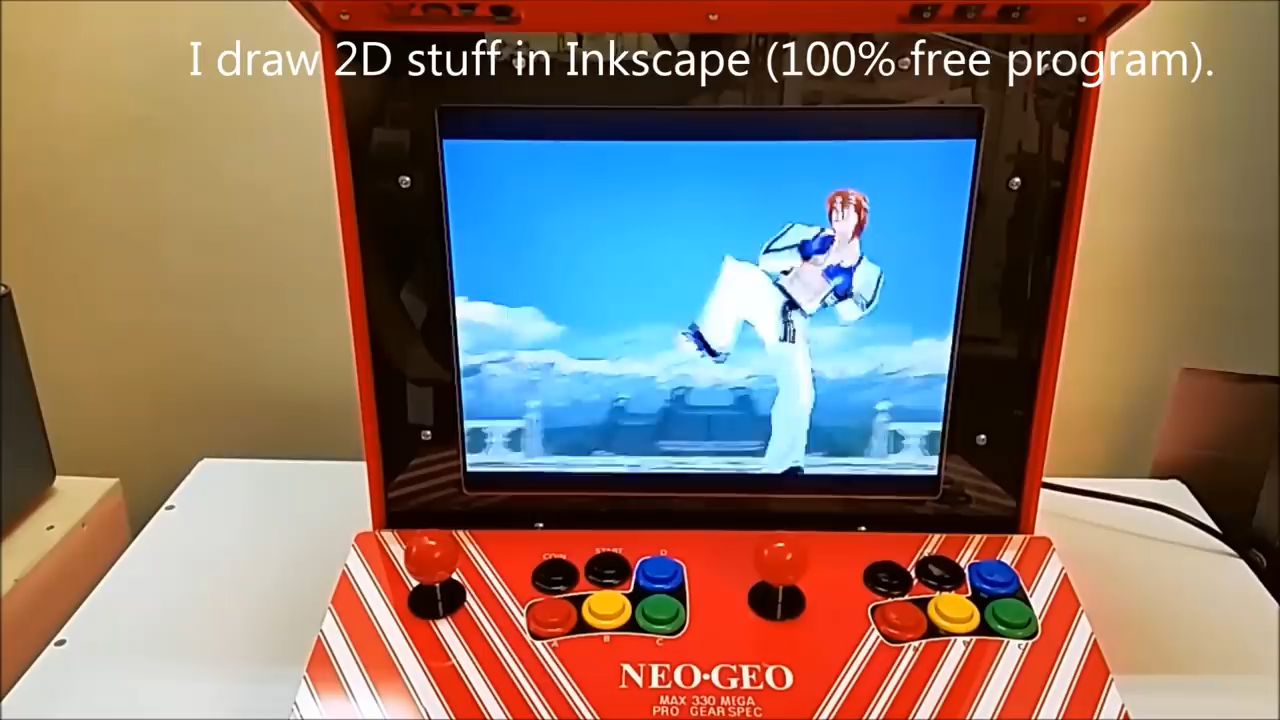 I draw 2D stuff in Inkscape (100% free program).
COIN START D
A B C
NEO•GEO
MAX 330 MEGA
PRO GEAR SPEC